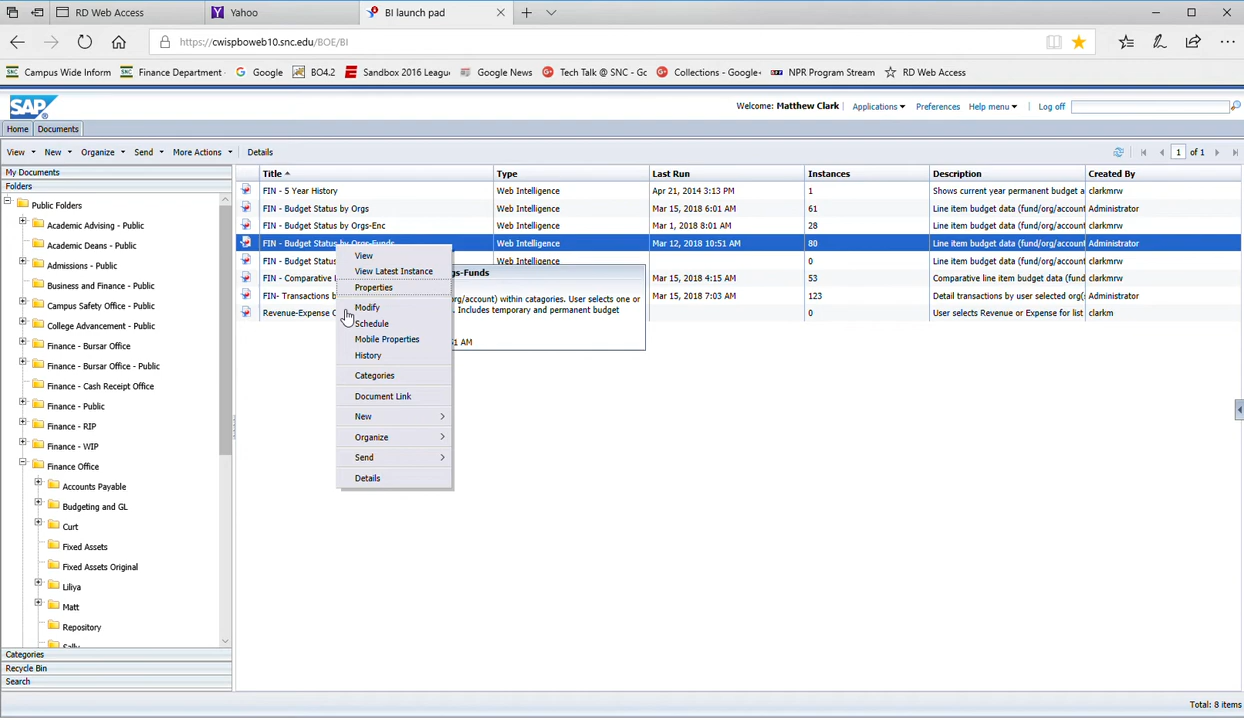 RD Web Access
Yahoo
BI launch pad
https://cwispboweb10.snc.edu/BOE/BI
SNC Campus Wide Inform SNC Finance Department Google BO4.2 Sandbox 2016 Leagu Google News Tech Talk @ SNC - Gc Collections - Google- NPR Program Stream RD Web Access
SAP
Welcome: Matthew Clark Applications Preferences Help menu Log off
Home Documents
View New Organize Send More Actions Details 1 of 1
My Documents
Folders
Public Folders
Academic Advising - Public
Academic Deans - Public
Admissions - Public
Business and Finance - Public
Campus Safety Office - Public
College Advancement - Public
Finance - Bursar Office
Finance - Bursar Office - Public
Finance - Cash Receipt Office
Finance - Public
Finance - RIP
Finance - WIP
Finance Office
Accounts Payable
Budgeting and GL
Curt
Fixed Assets
Fixed Assets Original
Liliya
Matt
Repository
Sally
Categories
Recycle Bin
Search
Title Type Last Run Instances Description Created By
FIN - 5 Year History Web Intelligence Apr 21, 2014 3:13 PM 1 Shows current year permanent budget a clarkmrw
FIN - Budget Status by Orgs Web Intelligence Mar 15, 2018 6:01 AM 61 Line item budget data (fund/org/account Administrator
FIN - Budget Status by Orgs-Enc Web Intelligence Mar 1, 2018 8:01 AM 28 Line item budget data (fund/org/account clarkmrw
FIN - Budget Status by Orgs-Funds Web Intelligence Mar 12, 2018 10:51 AM 80 Line item budget data (fund/org/account Administrator
FIN - Budget Status Web Intelligence 0 Line item budget data (fund/org/account clarkmrw
FIN - Comparative L Mar 15, 2018 4:15 AM 53 Comparative line item budget data (fund clarkmrw
FIN- Transactions b Mar 15, 2018 7:03 AM 123 Detail transactions by user selected org( Administrator
Revenue-Expense C 0 User selects Revenue or Expense for list clarkm
View
View Latest Instance
Properties
Modify
Schedule
Mobile Properties
History
Categories
Document Link
New
Organize
Send
Details
gs-Funds
org/account) within catagories. User selects one or
. Includes temporary and permanent budget
51 AM
Total: 8 items